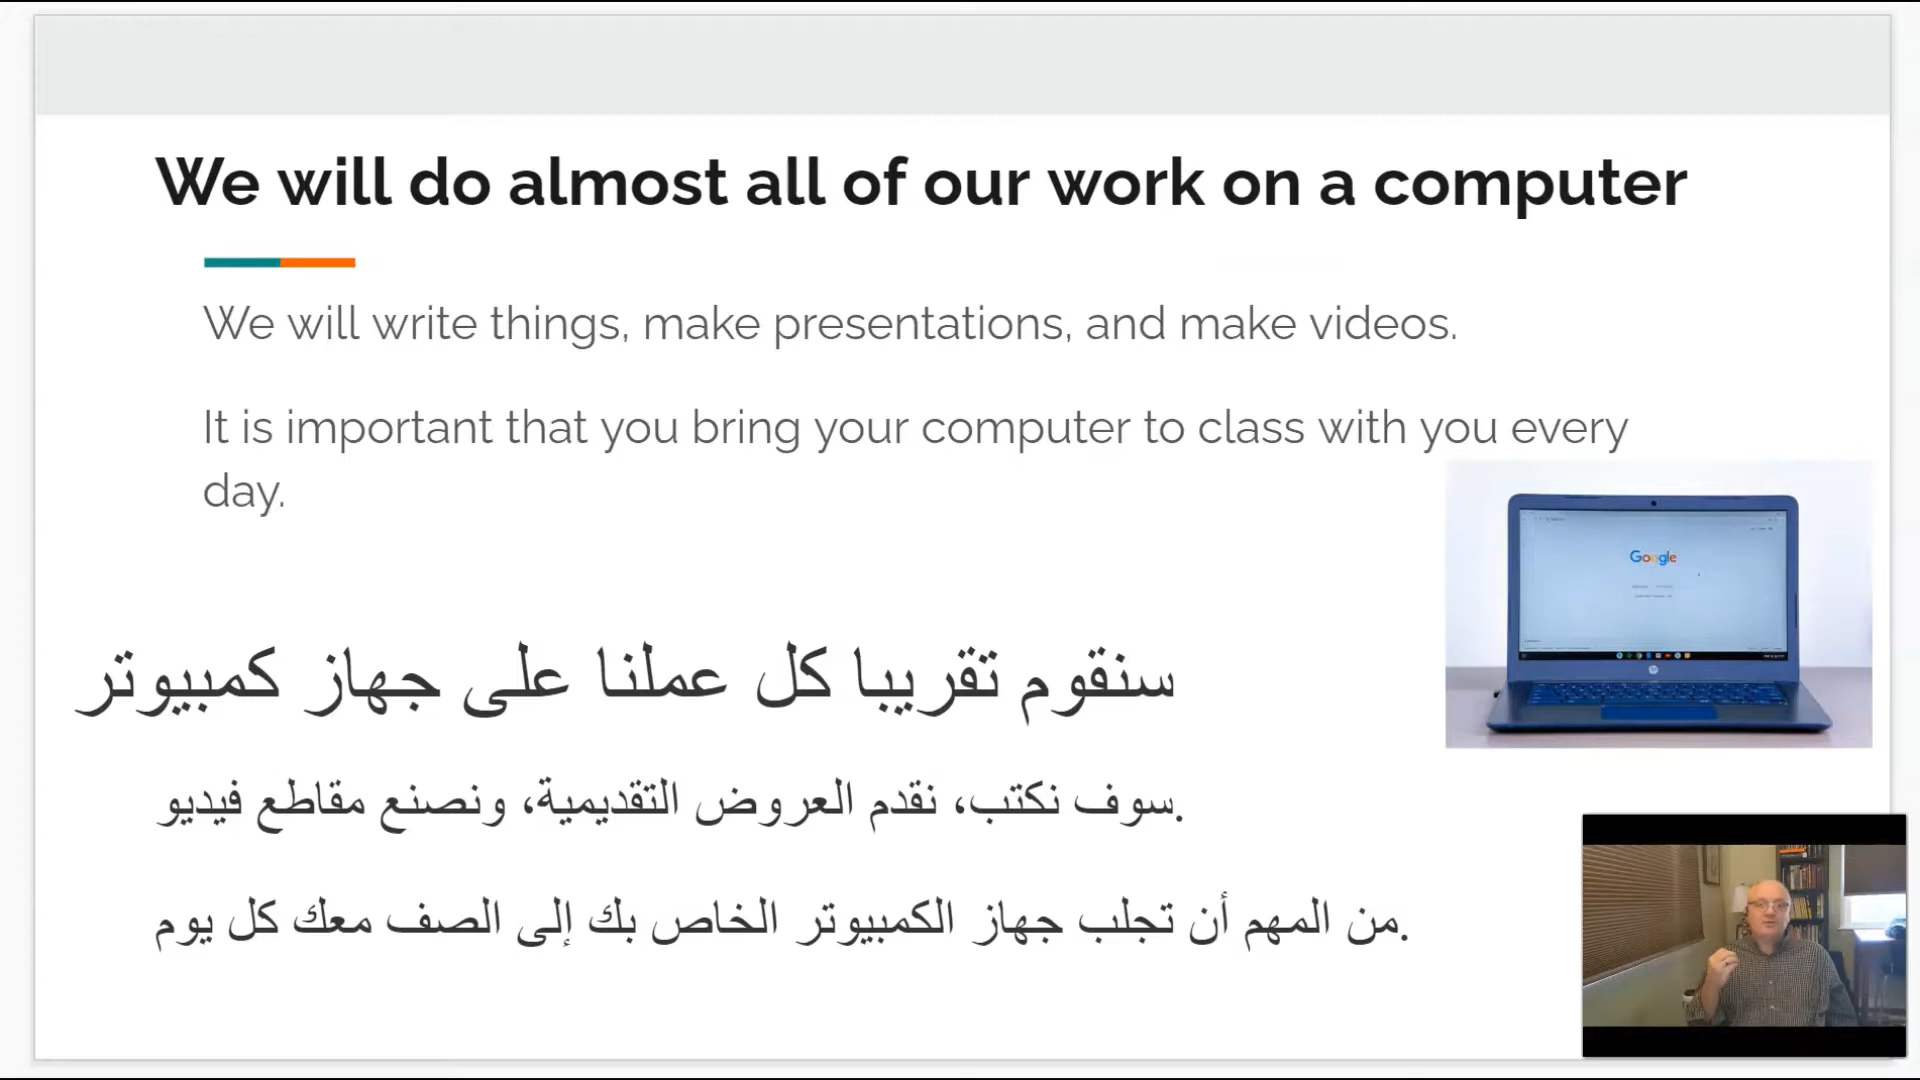 We will do almost all of our work on a computer
We will write things, make presentations, and make videos.
It is important that you bring your computer to class with you every
day.
Google
سنقوم تقريبا كل عملنا على جهاز كمبيوتر
سوف نكتب، نقدم العروض التقديمية، ونصنع مقاطع فيديو.
من المهم أن تجلب جهاز الكمبيوتر الخاص بك إلى الصف معك كل يوم.
hp